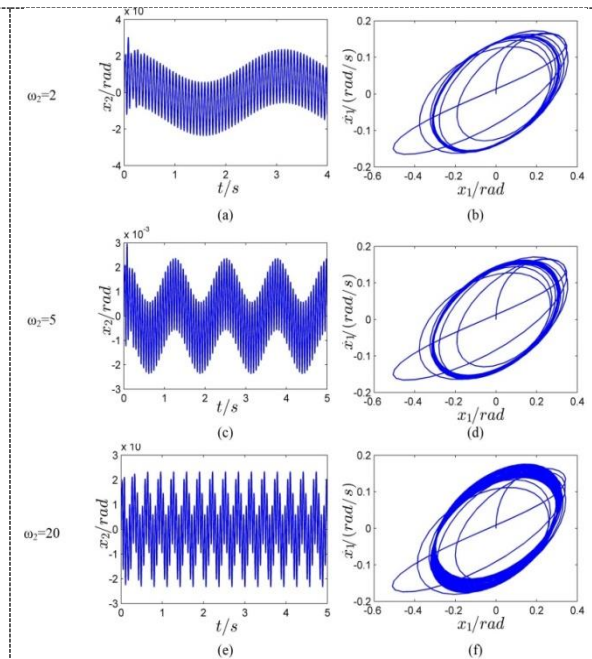 ω₂=2
x 10
4
2
0
-2
-4
x₂/rad
0 1 2 3 4
t/s
(a)
0.2
0.1
0
-0.1
-0.2
ẋ₁/(rad/s)
-0.6 -0.4 -0.2 0 0.2 0.4
x₁/rad
(b)
ω₂=5
x 10⁻³
3
2
1
0
-1
-2
-3
x₂/rad
0 1 2 3 4 5
t/s
(c)
0.2
0.1
0
-0.1
-0.2
ẋ₁/(rad/s)
-0.6 -0.4 -0.2 0 0.2 0.4
x₁/rad
(d)
ω₂=20
x 10
3
2
1
0
-1
-2
-3
x₂/rad
0 1 2 3 4 5
t/s
(e)
0.2
0.1
0
-0.1
-0.2
ẋ₁/(rad/s)
-0.6 -0.4 -0.2 0 0.2 0.4
x₁/rad
(f)